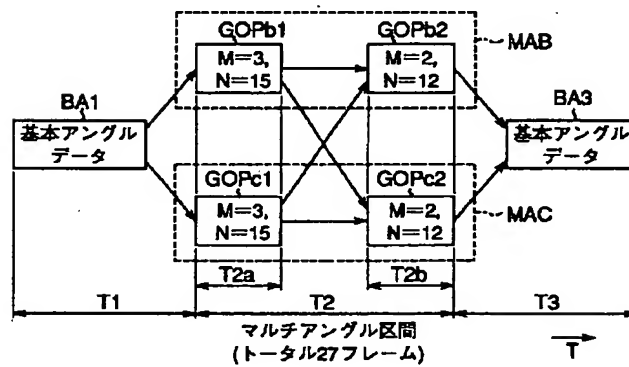 GOPb1
GOPb2
MAB
M=3,
N=15
M=2,
N=12
BA1
BA3
基本アングル
データ
基本アングル
データ
GOPc1
GOPc2
M=3,
N=15
M=2,
N=12
MAC
T2a
T2b
T1
T2
T3
マルチアングル区間
(トータル27フレーム)
T